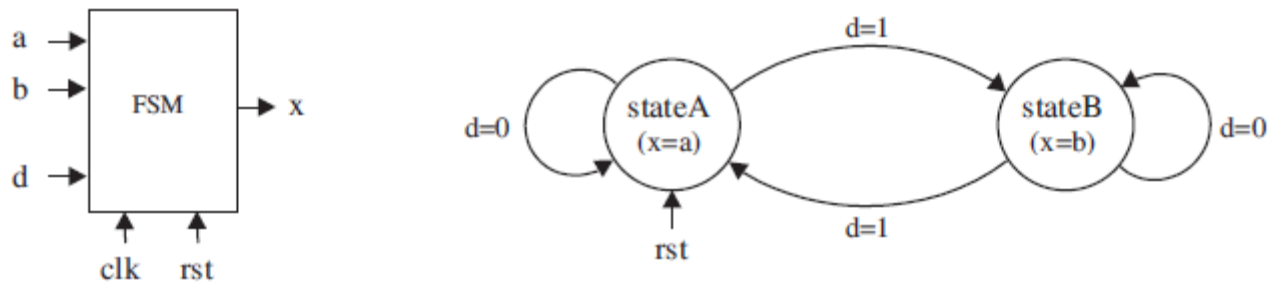 a
b
d
FSM
x
clk rst
d=1
d=0
stateA
(x=a)
stateB
(x=b)
d=0
d=1
rst